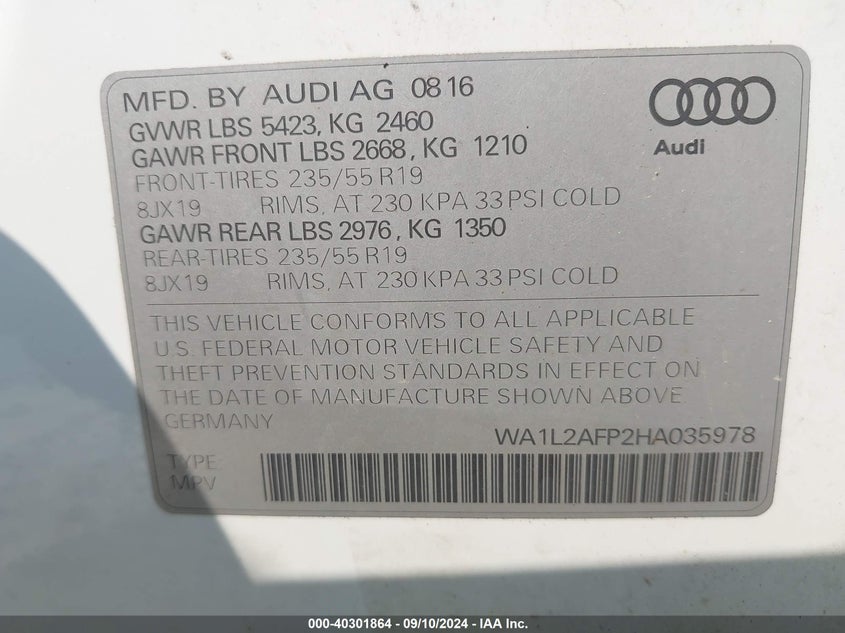 MFD. BY AUDI AG 0816
GVWR LBS 5423, KG 2460
GAWR FRONT LBS 2668, KG 1210
FRONT-TIRES 235/55 R19
8JX19 RIMS, AT 230 KPA 33 PSI COLD
GAWR REAR LBS 2976, KG 1350
REAR-TIRES 235/55 R19
8JX19 RIMS, AT 230 KPA 33 PSI COLD
Audi
THIS VEHICLE CONFORMS TO ALL APPLICABLE
U.S. FEDERAL MOTOR VEHICLE SAFETY AND
THEFT PREVENTION STANDARDS IN EFFECT ON
THE DATE OF MANUFACTURE SHOWN ABOVE
GERMANY
WA1L2AFP2HA035978
TYPE:
MPV
000-40301864 - 09/10/2024 - IAA Inc.